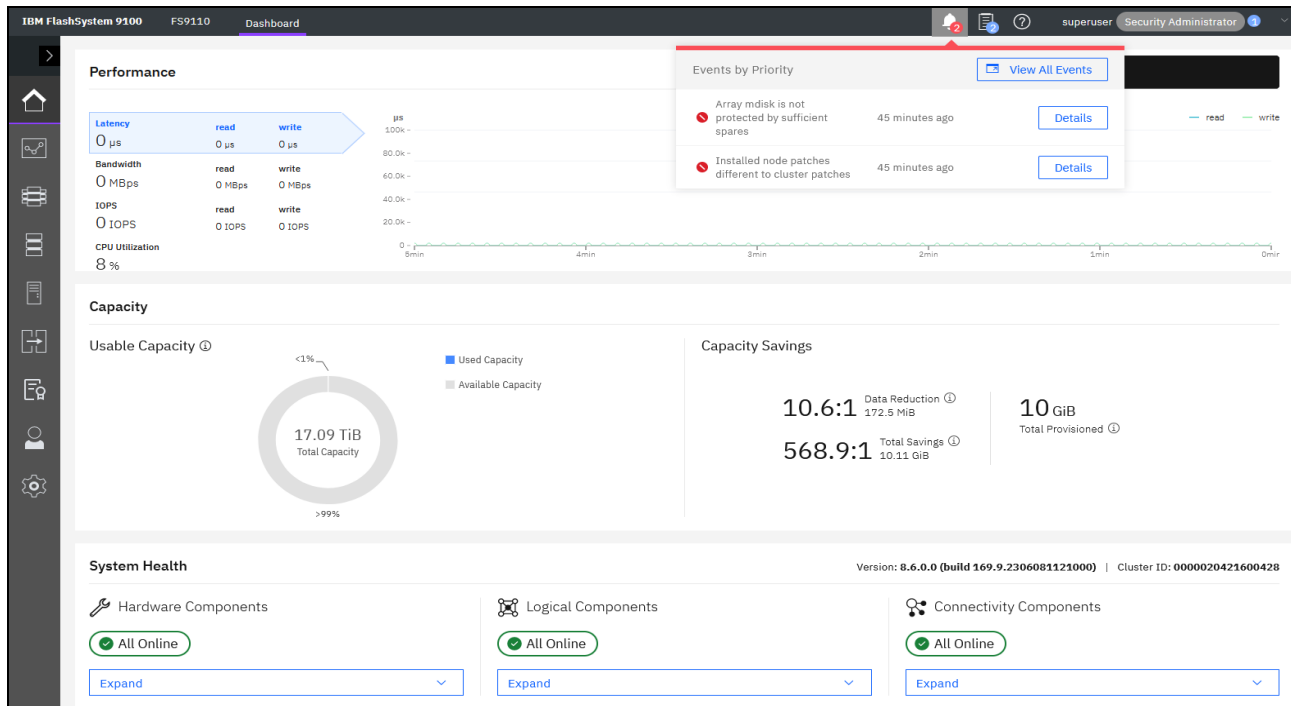 IBM FlashSystem 9100 FS9110 Dashboard 2 2 superuser Security Administrator 1
Performance
Events by Priority View All Events
Array mdisk is not
protected by sufficient
spares
45 minutes ago Details
Installed node patches
different to cluster patches
45 minutes ago Details
Latency read write
0 µs 0 µs 0 µs
Bandwidth read write
0 MBps 0 MBps 0 MBps
IOPS read write
0 IOPS 0 IOPS 0 IOPS
CPU Utilization
8 %
µs
100k
80.0k
60.0k
40.0k
20.0k
0
5min 4min 3min 2min 1min 0min
read write
Capacity
Usable Capacity
<1%
17.09 TiB
Total Capacity
>99%
Used Capacity
Available Capacity
Capacity Savings
10.6:1 Data Reduction
172.5 MiB
568.9:1 Total Savings
10.11 GiB
10 GiB
Total Provisioned
System Health Version: 8.6.0.0 (build 169.9.2306081121000) | Cluster ID: 0000020421600428
Hardware Components Logical Components Connectivity Components
All Online All Online All Online
Expand Expand Expand